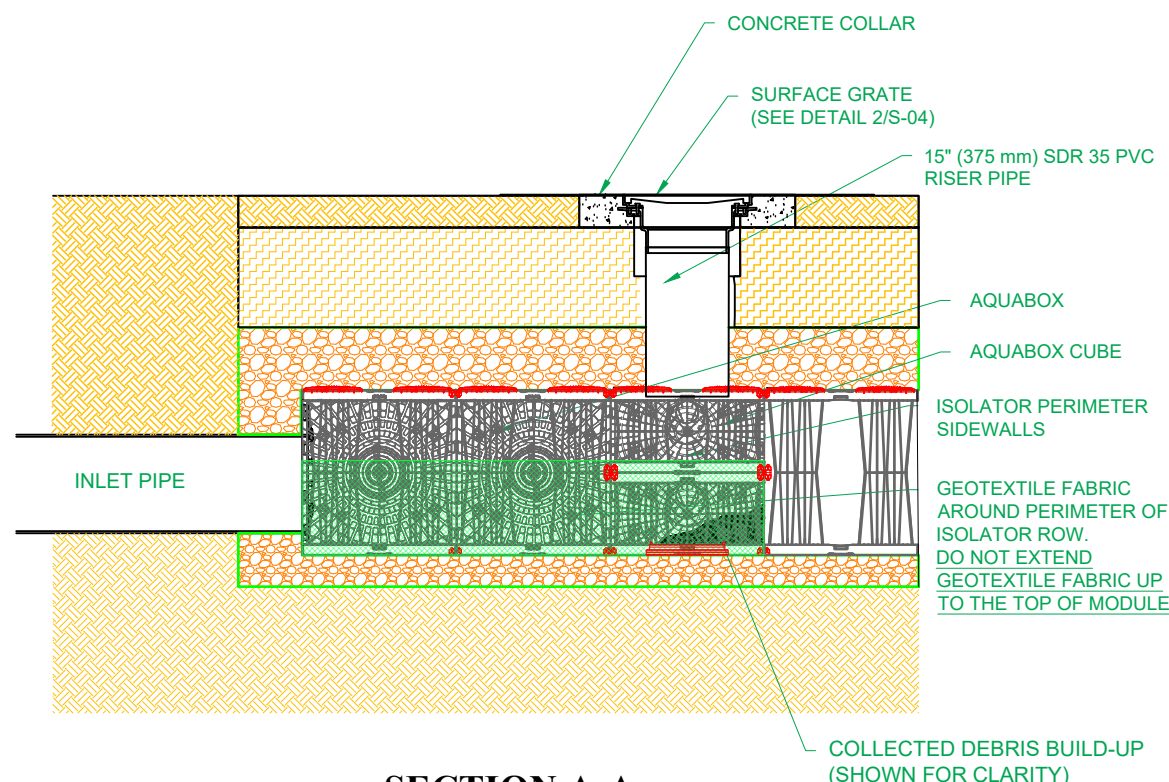 CONCRETE COLLAR
SURFACE GRATE
(SEE DETAIL 2/S-04)
15" (375 mm) SDR 35 PVC
RISER PIPE
AQUABOX
AQUABOX CUBE
ISOLATOR PERIMETER
SIDEWALLS
INLET PIPE
GEOTEXTILE FABRIC
AROUND PERIMETER OF
ISOLATOR ROW.
DO NOT EXTEND
GEOTEXTILE FABRIC UP
TO THE TOP OF MODULE
COLLECTED DEBRIS BUILD-UP
(SHOWN FOR CLARITY)
SECTION A-A